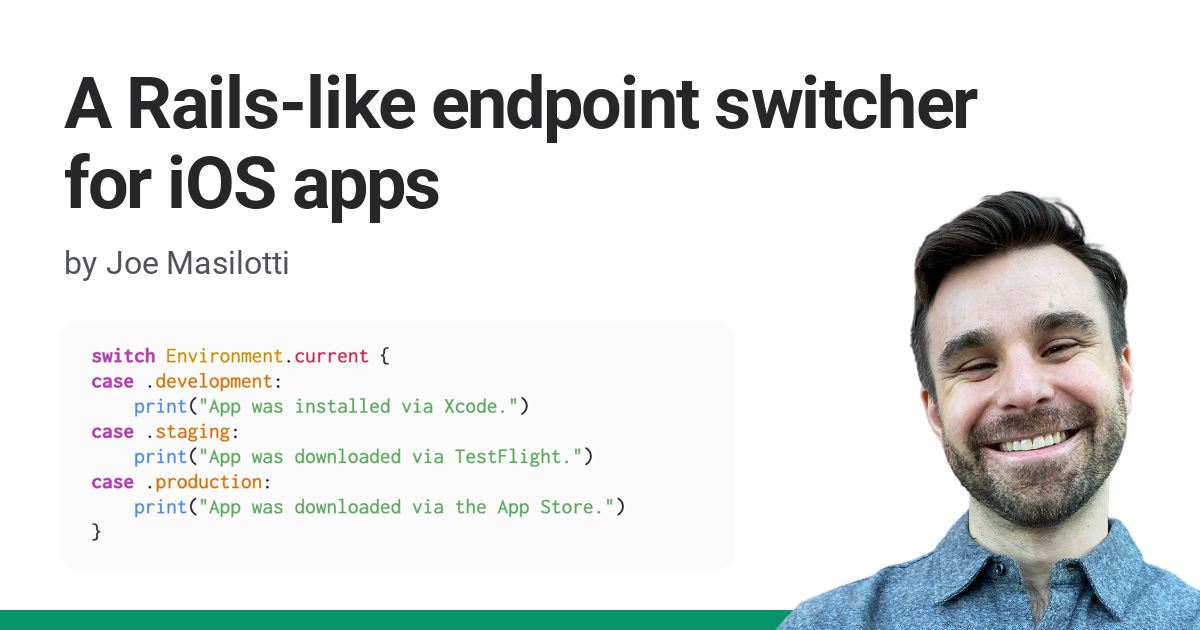 A Rails-like endpoint switcher
for iOS apps
by Joe Masilotti
switch Environment.current {
case .development:
    print("App was installed via Xcode.")
case .staging:
    print("App was downloaded via TestFlight.")
case .production:
    print("App was downloaded via the App Store.")
}